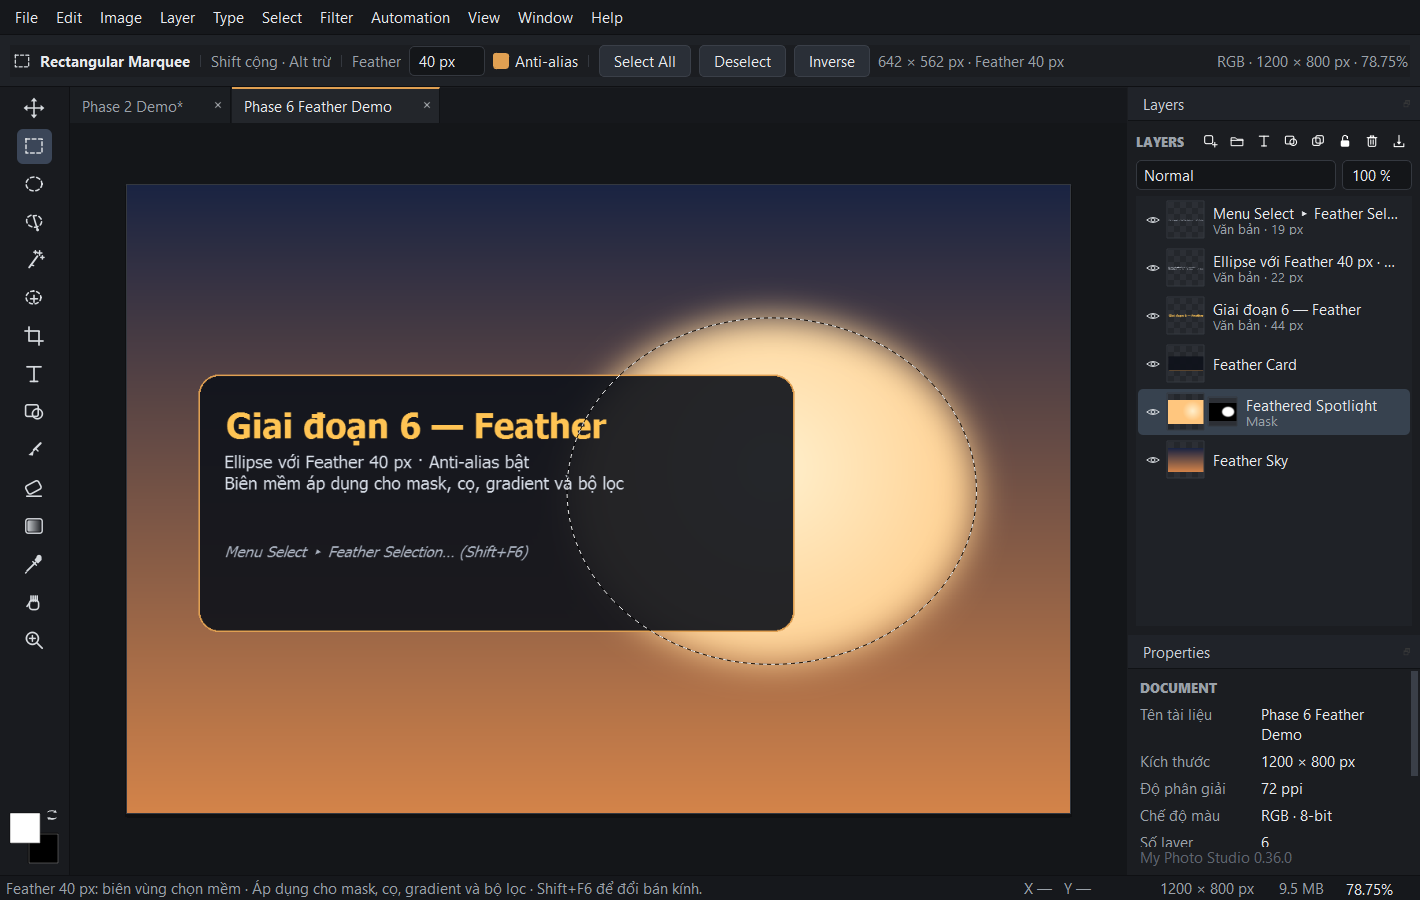 File Edit Image Layer Type Select Filter Automation View Window Help
Rectangular Marquee Shift cộng · Alt trừ Feather 40 px Anti-alias Select All Deselect Inverse 642 × 562 px · Feather 40 px RGB · 1200 × 800 px · 78.75%
Phase 2 Demo* × Phase 6 Feather Demo ×
Giai đoạn 6 — Feather
Ellipse với Feather 40 px · Anti-alias bật
Biên mềm áp dụng cho mask, cọ, gradient và bộ lọc
Menu Select ▸ Feather Selection... (Shift+F6)
Layers
LAYERS
Normal 100 %
Menu Select ▸ Feather Sel...
Văn bản · 19 px
Ellipse với Feather 40 px · ...
Văn bản · 22 px
Giai đoạn 6 — Feather
Văn bản · 44 px
Feather Card
Feathered Spotlight
Mask
Feather Sky
Properties
DOCUMENT
Tên tài liệu Phase 6 Feather
Demo
Kích thước 1200 × 800 px
Độ phân giải 72 ppi
Chế độ màu RGB · 8-bit
Số layer 6
My Photo Studio 0.36.0
Feather 40 px: biên vùng chọn mềm · Áp dụng cho mask, cọ, gradient và bộ lọc · Shift+F6 để đổi bán kính. X — Y — 1200 × 800 px 9.5 MB 78.75%